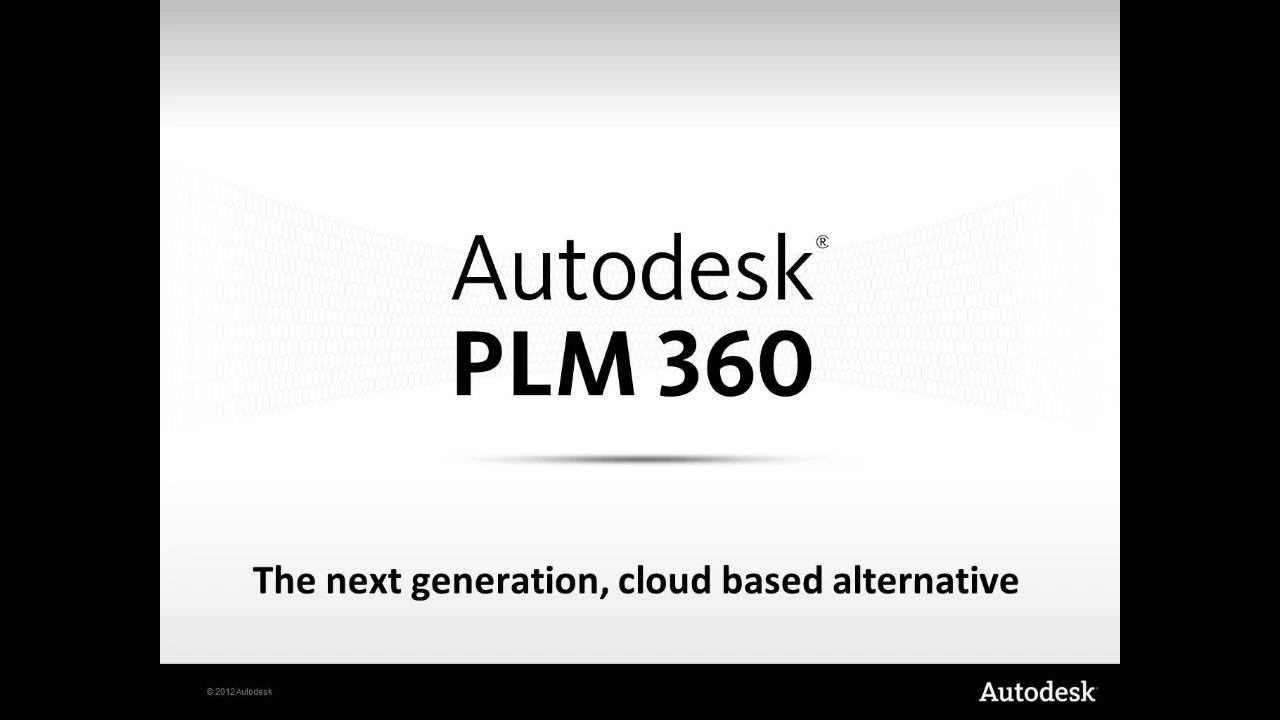 Autodesk®
PLM 360
The next generation, cloud based alternative
© 2012 Autodesk
Autodesk